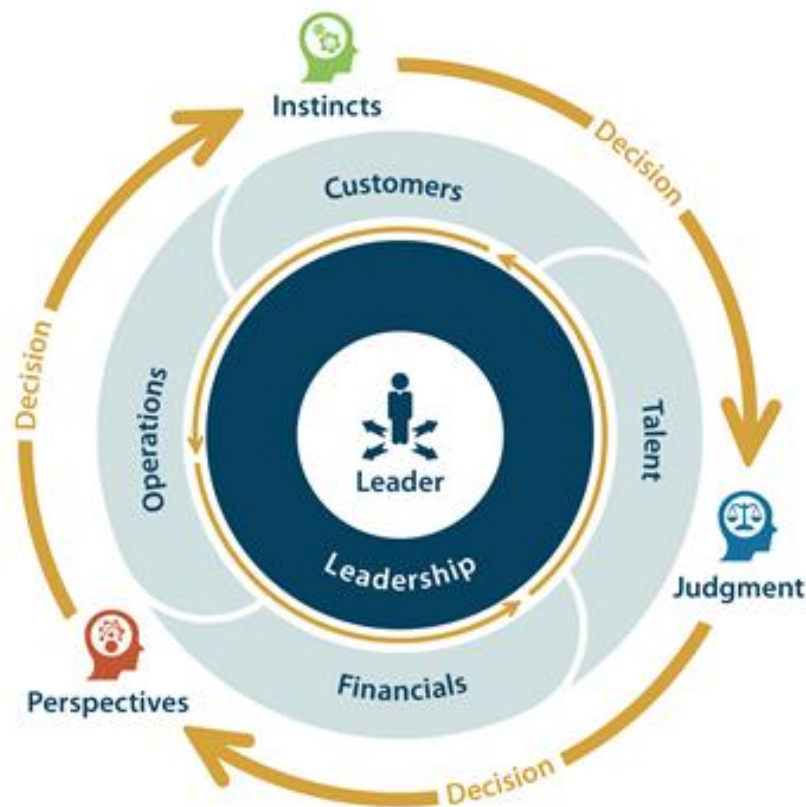 Instincts
Decision
Customers
Decision
Operations
Talent
Leader
Leadership
Judgment
Perspectives
Financials
Decision